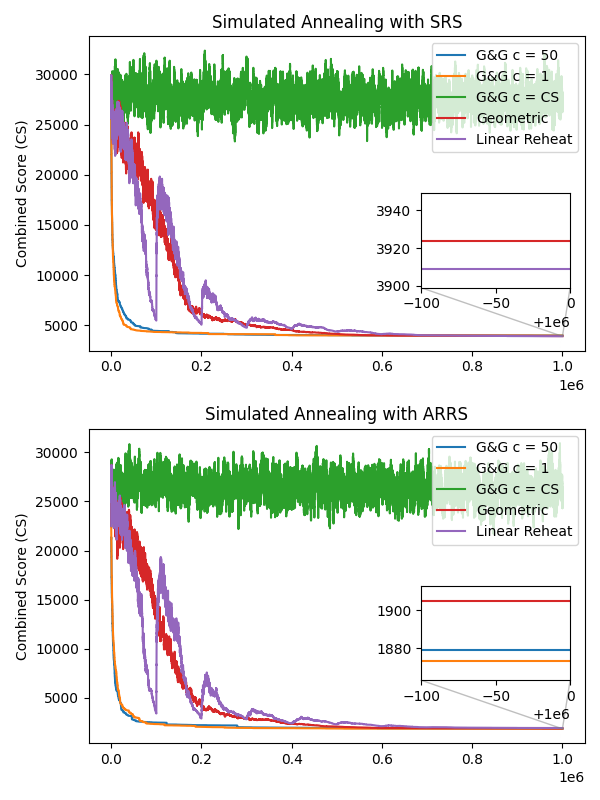 Simulated Annealing with SRS
Combined Score (CS)
30000
25000
20000
15000
10000
5000
G&G c = 50
G&G c = 1
G&G c = CS
Geometric
Linear Reheat
3940
3920
3900
−100 −50 0
+1e6
0.0 0.2 0.4 0.6 0.8 1.0
1e6
Simulated Annealing with ARRS
Combined Score (CS)
30000
25000
20000
15000
10000
5000
G&G c = 50
G&G c = 1
G&G c = CS
Geometric
Linear Reheat
1900
1880
−100 −50 0
+1e6
0.0 0.2 0.4 0.6 0.8 1.0
1e6